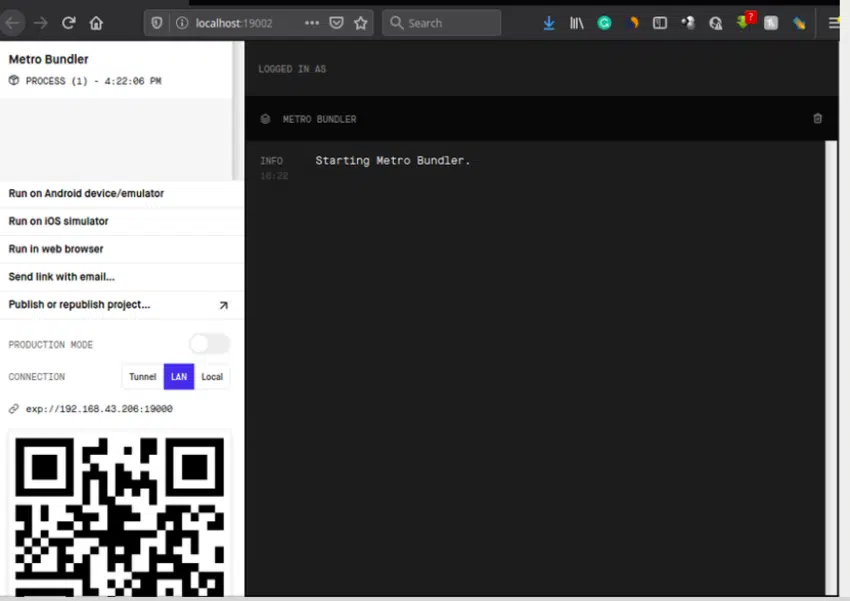 localhost:19002
Search
?
Metro Bundler
PROCESS (1) - 4:22:06 PM
Run on Android device/emulator
Run on iOS simulator
Run in web browser
Send link with email...
Publish or republish project...
PRODUCTION MODE
CONNECTION
Tunnel
LAN
Local
exp://192.168.43.206:19000
LOGGED IN AS
METRO BUNDLER
INFO Starting Metro Bundler.
16:22